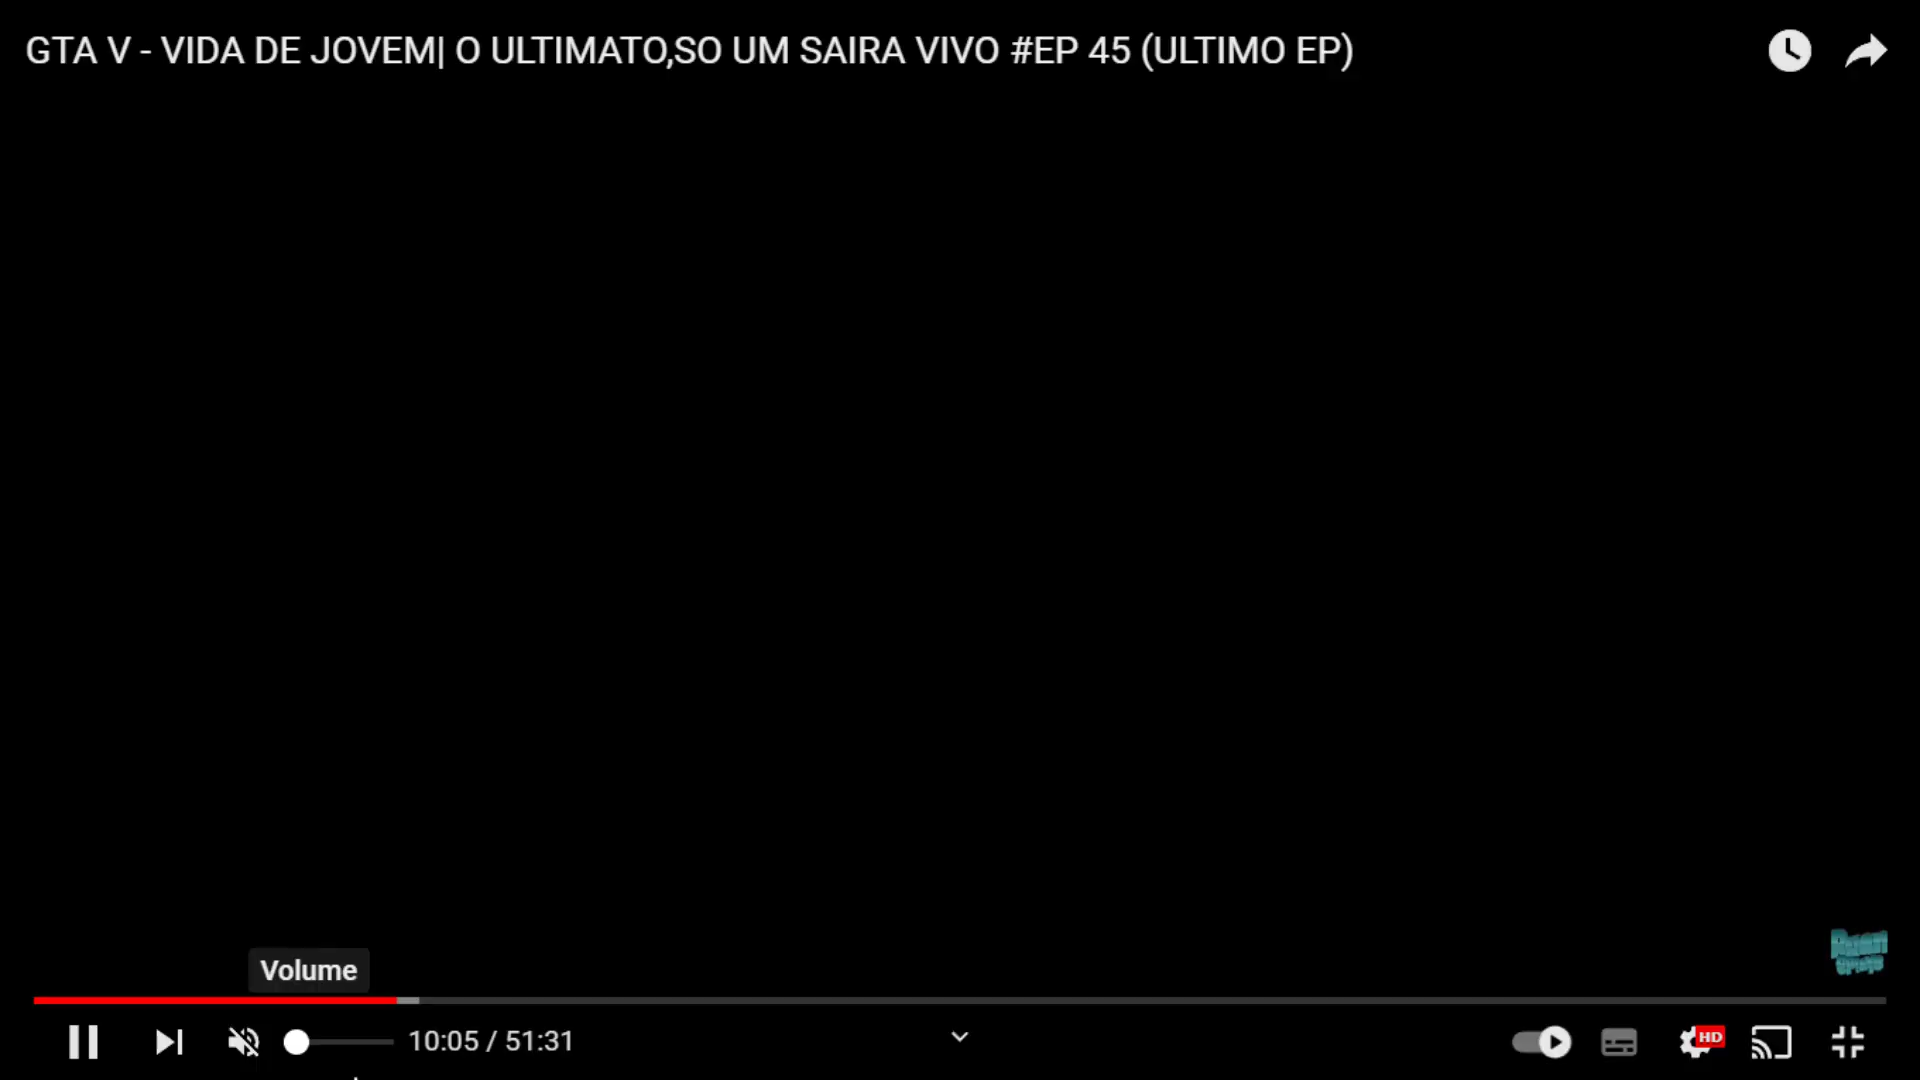 GTA V - VIDA DE JOVEM| O ULTIMATO,SO UM SAIRA VIVO #EP 45 (ULTIMO EP)
Volume
10:05 / 51:31
HD